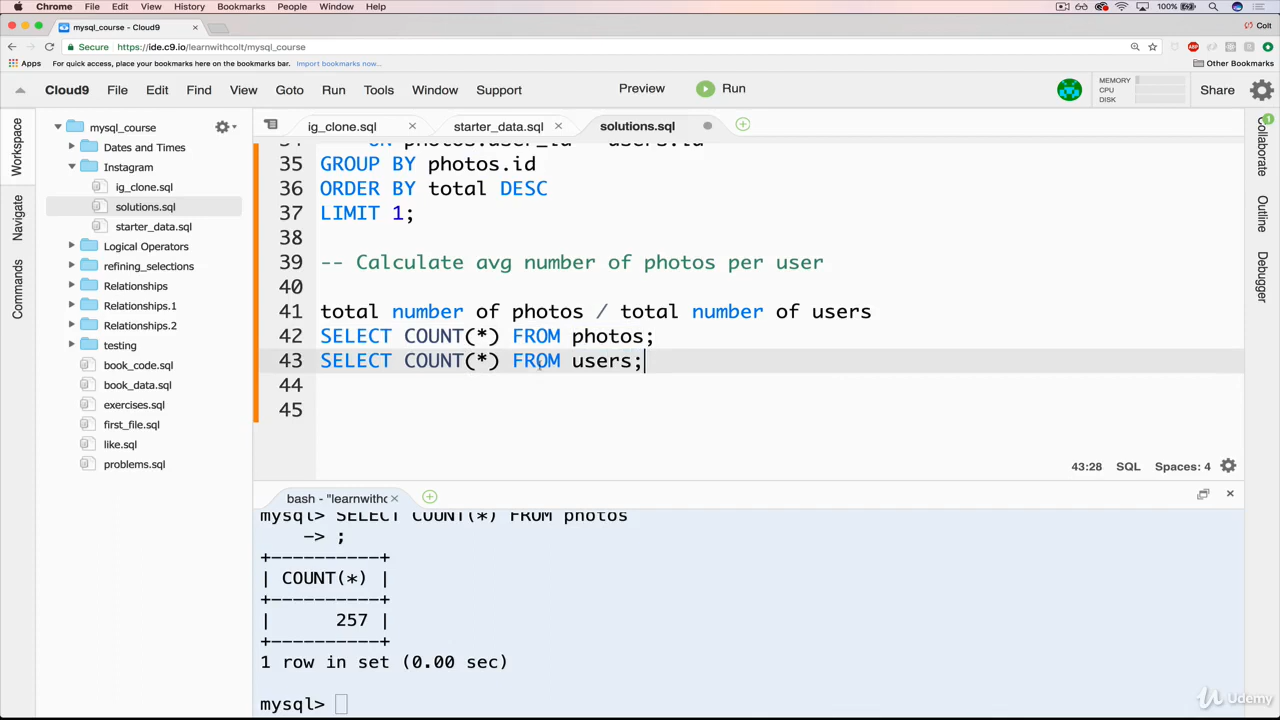 Chrome File Edit View History Bookmarks People Window Help 100%
mysql_course - Cloud9
Colt
Secure https://ide.c9.io/learnwithcolt/mysql_course
Apps For quick access, place your bookmarks here on the bookmarks bar. Import bookmarks now... Other Bookmarks
Cloud9 File Edit Find View Goto Run Tools Window Support Preview Run MEMORY CPU DISK Share
Workspace
Navigate
Commands
mysql_course
Dates and Times
Instagram
ig_clone.sql
solutions.sql
starter_data.sql
Logical Operators
refining_selections
Relationships
Relationships.1
Relationships.2
testing
book_code.sql
book_data.sql
exercises.sql
first_file.sql
like.sql
problems.sql
ig_clone.sql starter_data.sql solutions.sql
34 ON photos.user_id = users.id
35 GROUP BY photos.id
36 ORDER BY total DESC
37 LIMIT 1;
38
39 -- Calculate avg number of photos per user
40
41 total number of photos / total number of users
42 SELECT COUNT(*) FROM photos;
43 SELECT COUNT(*) FROM users;
44
45
43:28 SQL Spaces: 4
Collaborate 1
Outline
Debugger
bash - "learnwithc
mysql> SELECT COUNT(*) FROM photos
-> ;
+----------+
| COUNT(*) |
+----------+
| 257 |
+----------+
1 row in set (0.00 sec)
mysql>
Udemy